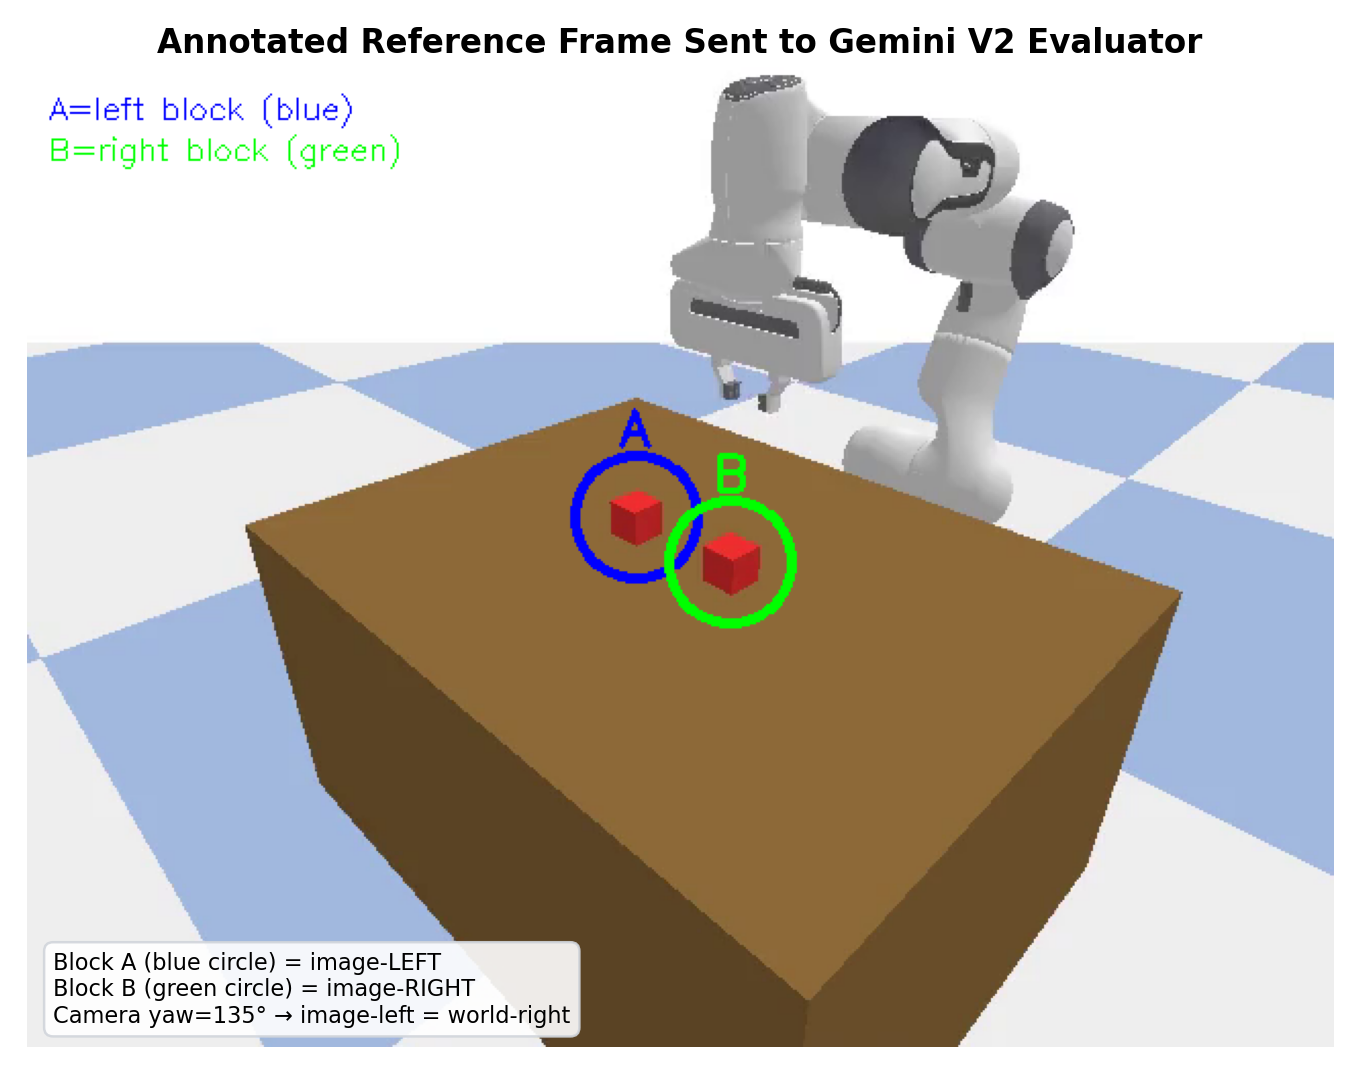 Annotated Reference Frame Sent to Gemini V2 Evaluator
A=left block (blue)
B=right block (green)
A
B
Block A (blue circle) = image-LEFT
Block B (green circle) = image-RIGHT
Camera yaw=135° → image-left = world-right